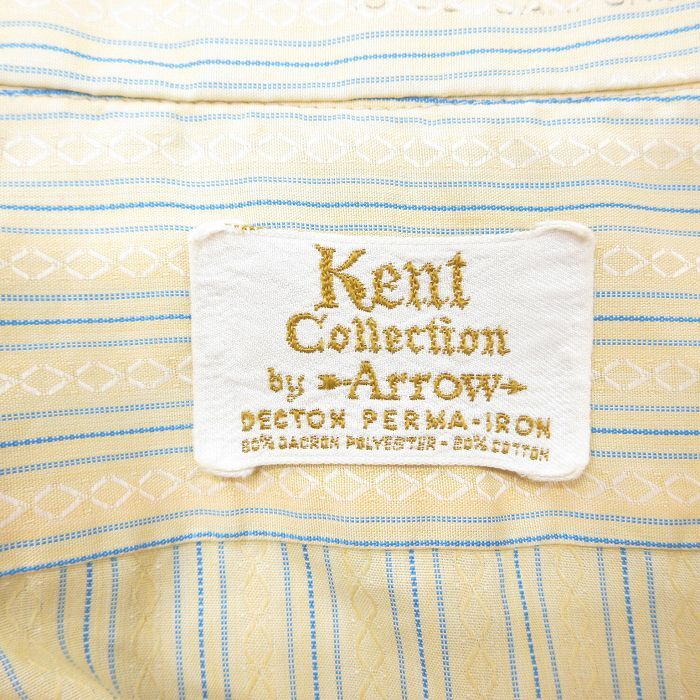 Kent
Collection
by Arrow
DECTON PERMA-IRON
80% DACRON POLYESTER - 20% COTTON